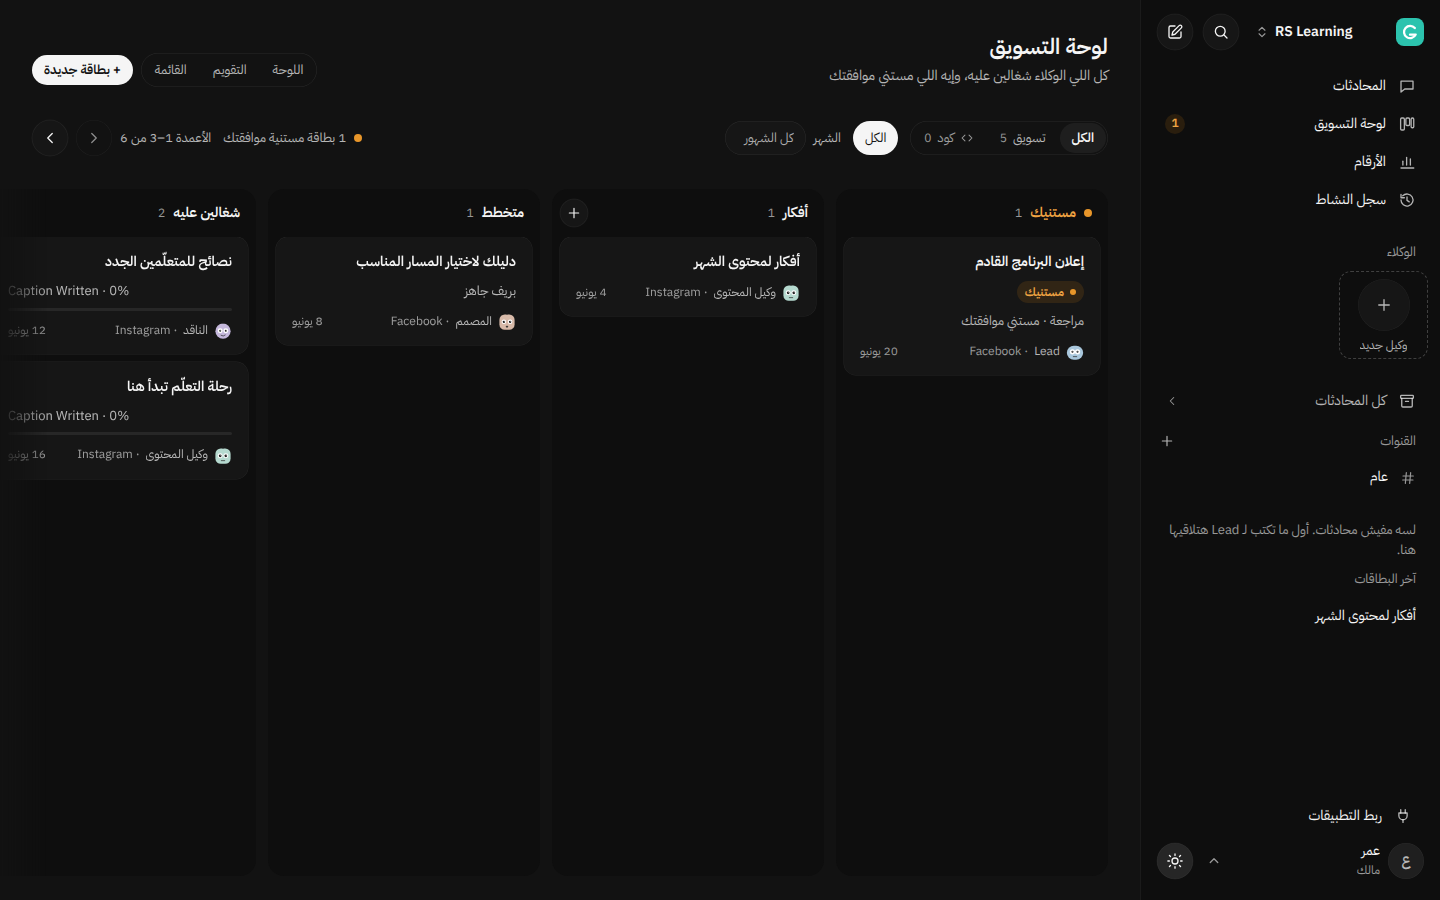 RS Learning
المحادثات
لوحة التسويق
1
الأرقام
سجل النشاط
الوكلاء
وكيل جديد
كل المحادثات
القنوات
عام
لسه مفيش محادثات. أول ما تكتب لـ Lead هتلاقيها
هنا.
آخر البطاقات
أفكار لمحتوى الشهر
ربط التطبيقات
ع
عمر
مالك
لوحة التسويق
كل اللي الوكلاء شغالين عليه، وإيه اللي مستني موافقتك
اللوحة
التقويم
القائمة
+ بطاقة جديدة
الكل
تسويق 5
كود 0
الكل
الشهر
كل الشهور
1 بطاقة مستنية موافقتك
الأعمدة 1–3 من 6
مستنيك 1
إعلان البرنامج القادم
مستنيك
مراجعة · مستني موافقتك
Lead · Facebook
20 يونيو
أفكار 1
أفكار لمحتوى الشهر
وكيل المحتوى · Instagram
4 يونيو
متخطط 1
دليلك لاختيار المسار المناسب
بريف جاهز
المصمم · Facebook
8 يونيو
شغالين عليه 2
نصائح للمتعلّمين الجدد
Caption Written · 0%
الناقد · Instagram
12 يونيو
رحلة التعلّم تبدأ هنا
Caption Written · 0%
وكيل المحتوى · Instagram
16 يونيو